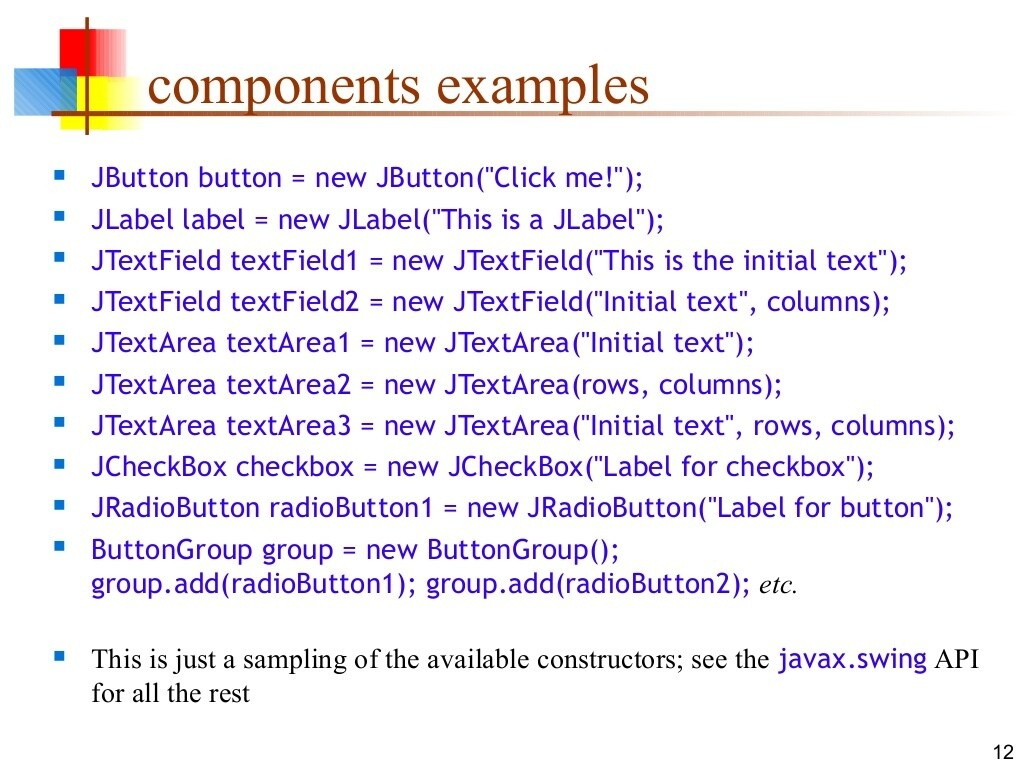 components examples
JButton button = new JButton("Click me!");
JLabel label = new JLabel("This is a JLabel");
JTextField textField1 = new JTextField("This is the initial text");
JTextField textField2 = new JTextField("Initial text", columns);
JTextArea textArea1 = new JTextArea("Initial text");
JTextArea textArea2 = new JTextArea(rows, columns);
JTextArea textArea3 = new JTextArea("Initial text", rows, columns);
JCheckBox checkbox = new JCheckBox("Label for checkbox");
JRadioButton radioButton1 = new JRadioButton("Label for button");
ButtonGroup group = new ButtonGroup();
group.add(radioButton1); group.add(radioButton2); etc.
This is just a sampling of the available constructors; see the javax.swing API
for all the rest
12